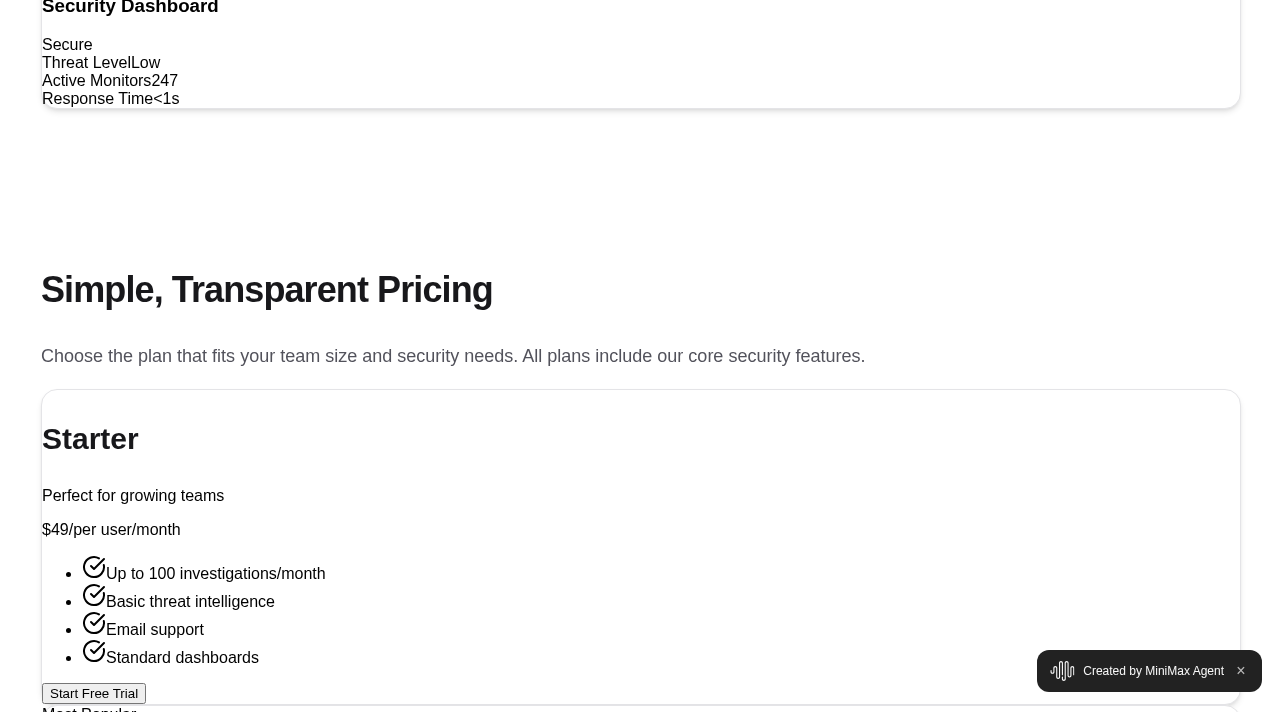 Security Dashboard
Secure
Threat LevelLow
Active Monitors247
Response Time<1s
Simple, Transparent Pricing
Choose the plan that fits your team size and security needs. All plans include our core security features.
Starter
Perfect for growing teams
$49/per user/month
Up to 100 investigations/month
Basic threat intelligence
Email support
Standard dashboards
Start Free Trial
Created by MiniMax Agent
Most Popular